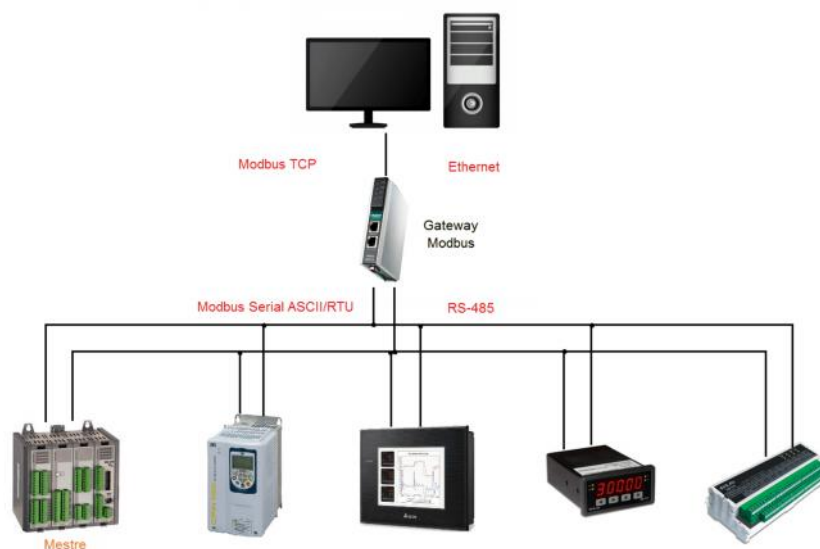 Modbus TCP
Ethernet
Gateway
Modbus
Modbus Serial ASCII/RTU
RS-485
30000
Mestre